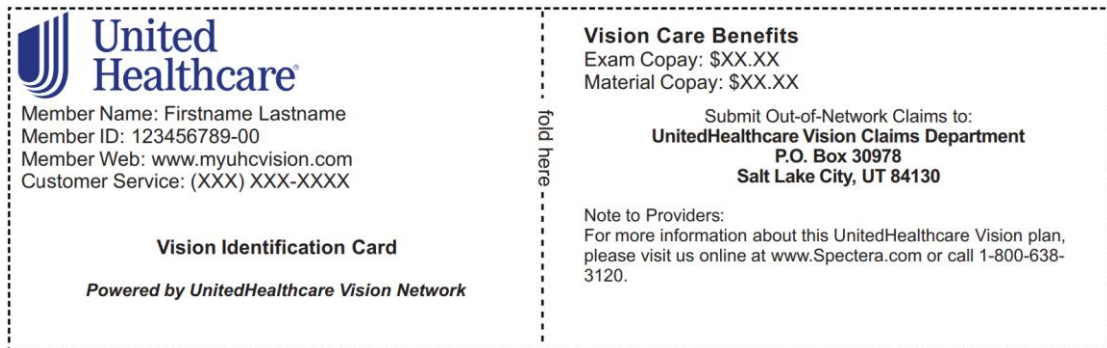 United
Healthcare®
Member Name: Firstname Lastname
Member ID: 123456789-00
Member Web: www.myuhcvision.com
Customer Service: (XXX) XXX-XXXX
Vision Identification Card
Powered by UnitedHealthcare Vision Network
fold here
Vision Care Benefits
Exam Copay: $XX.XX
Material Copay: $XX.XX
Submit Out-of-Network Claims to:
UnitedHealthcare Vision Claims Department
P.O. Box 30978
Salt Lake City, UT 84130
Note to Providers:
For more information about this UnitedHealthcare Vision plan,
please visit us online at www.Spectera.com or call 1-800-638-
3120.